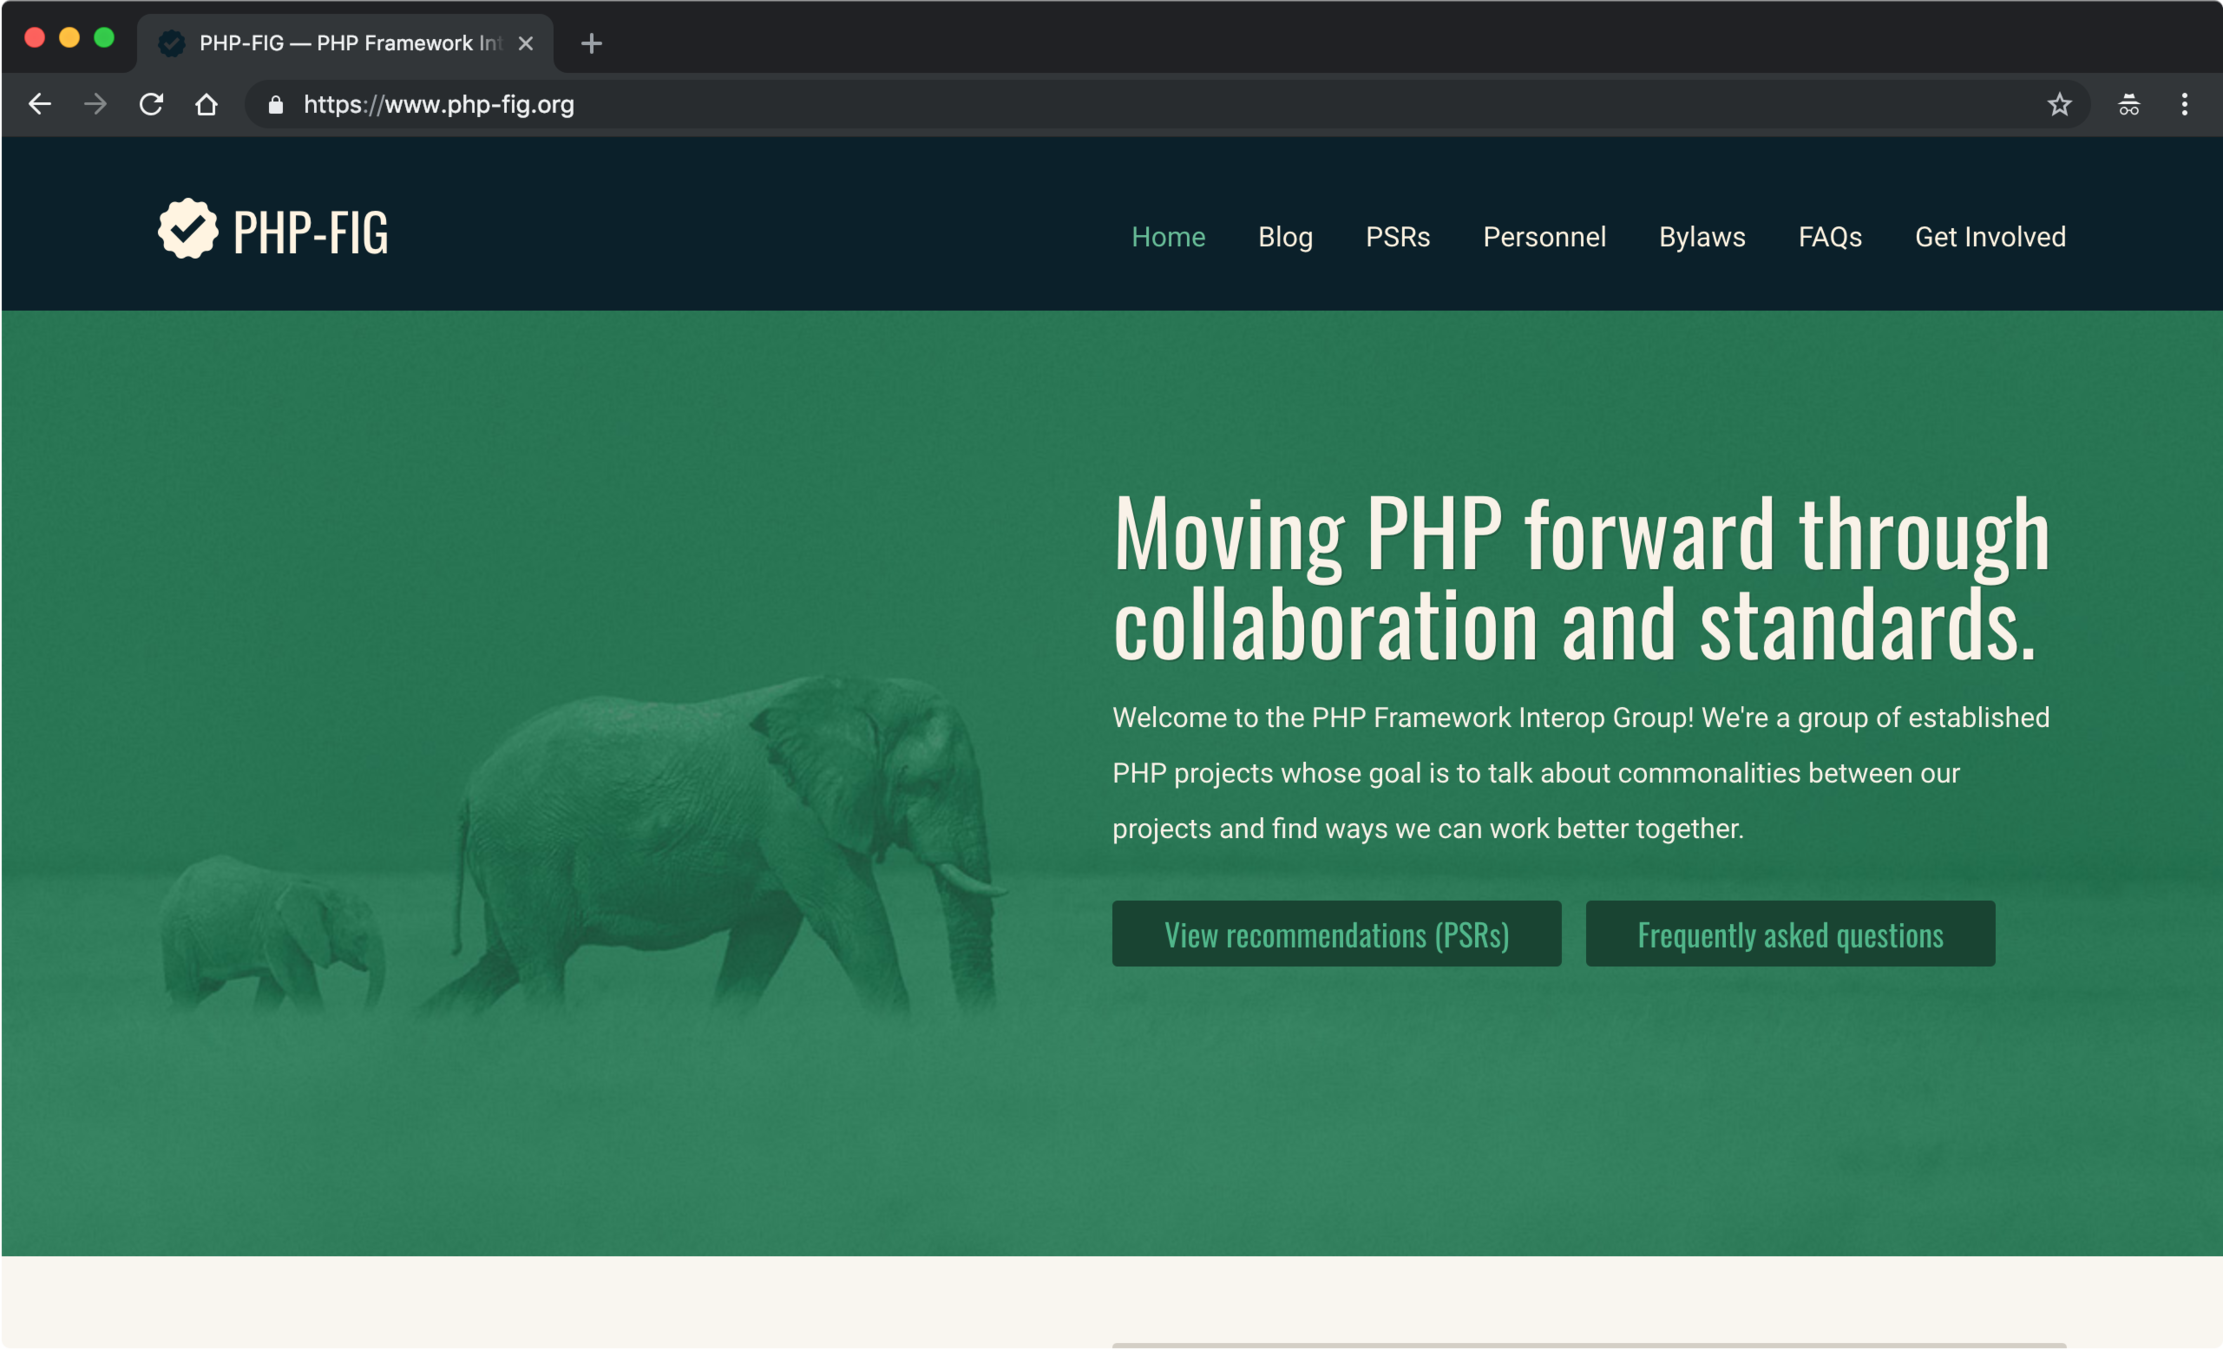 PHP-FIG — PHP Framework Int
https://www.php-fig.org
PHP-FIG
Home Blog PSRs Personnel Bylaws FAQs Get Involved
Moving PHP forward through
collaboration and standards.
Welcome to the PHP Framework Interop Group! We're a group of established
PHP projects whose goal is to talk about commonalities between our
projects and find ways we can work better together.
View recommendations (PSRs) Frequently asked questions